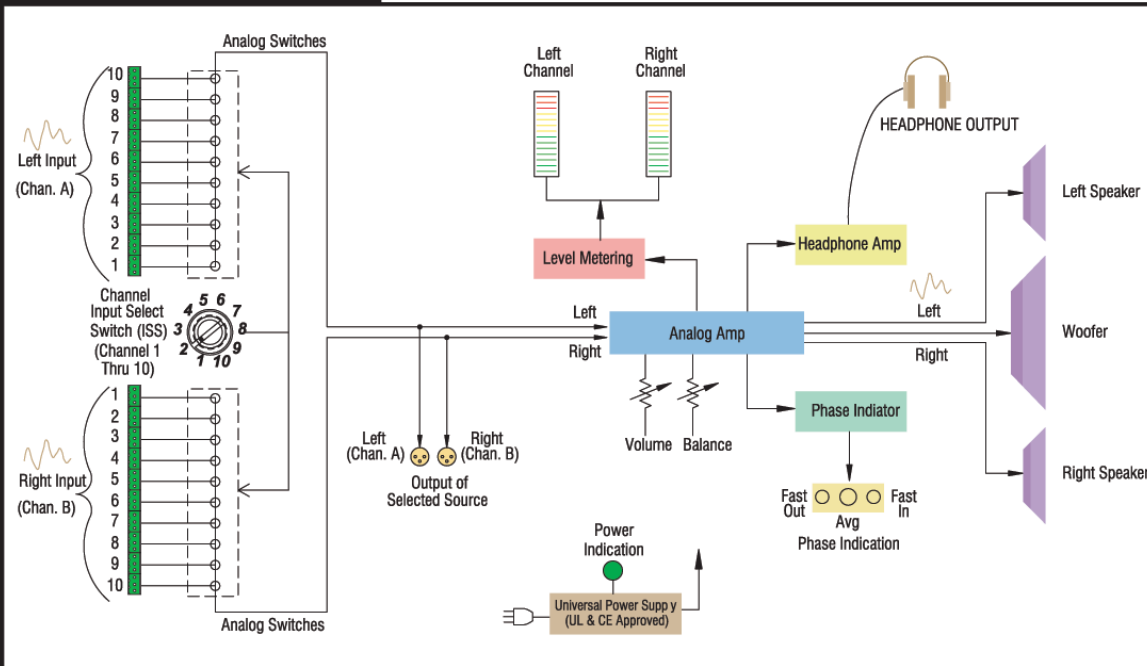 Analog Switches
10
9
8
7
6
5
4
3
2
1
Left Input
(Chan. A)
Channel
Input Select
Switch (ISS)
(Channel 1
Thru 10)
1
2
3
4
5
6
7
8
9
10
1
2
3
4
5
6
7
8
9
10
Right Input
(Chan. B)
Analog Switches
Left
(Chan. A)
Right
(Chan. B)
Output of
Selected Source
Left
Channel
Right
Channel
Level Metering
Left
Right
Analog Amp
Volume
Balance
HEADPHONE OUTPUT
Headphone Amp
Left
Right
Left Speaker
Woofer
Right Speaker
Phase Indiator
Fast
Out
Avg
Fast
In
Phase Indication
Power
Indication
Universal Power Supp y
(UL & CE Approved)